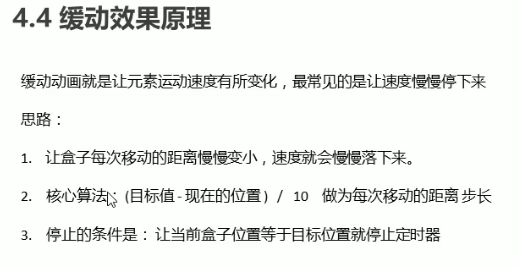 4.4 缓动效果原理
缓动动画就是让元素运动速度有所变化，最常见的是让速度慢慢停下来
思路：
1. 让盒子每次移动的距离慢慢变小，速度就会慢慢落下来。
2. 核心算法：(目标值 - 现在的位置) / 10 做为每次移动的距离 步长
3. 停止的条件是：让当前盒子位置等于目标位置就停止定时器